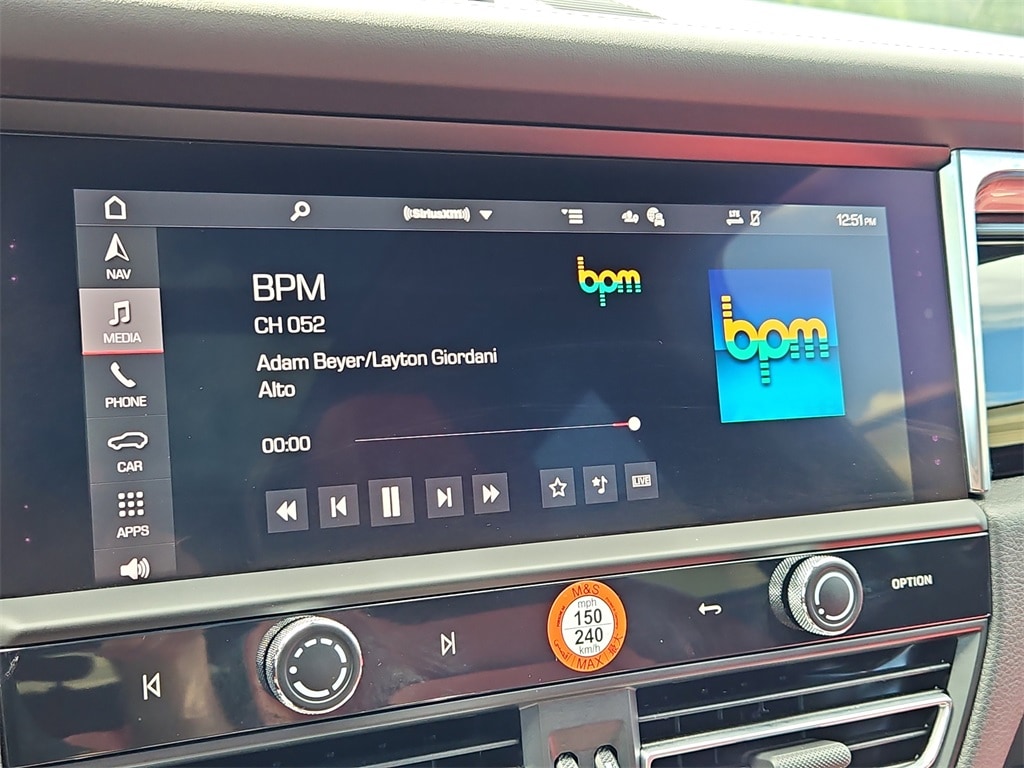 ((SiriusXM))
LTE
12:51 PM
NAV
MEDIA
PHONE
CAR
APPS
BPM
CH 052
Adam Beyer/Layton Giordani
Alto
00:00
bpm
bpm
LIVE
OPTION
M&S
mph
150
240
km/h
MAX